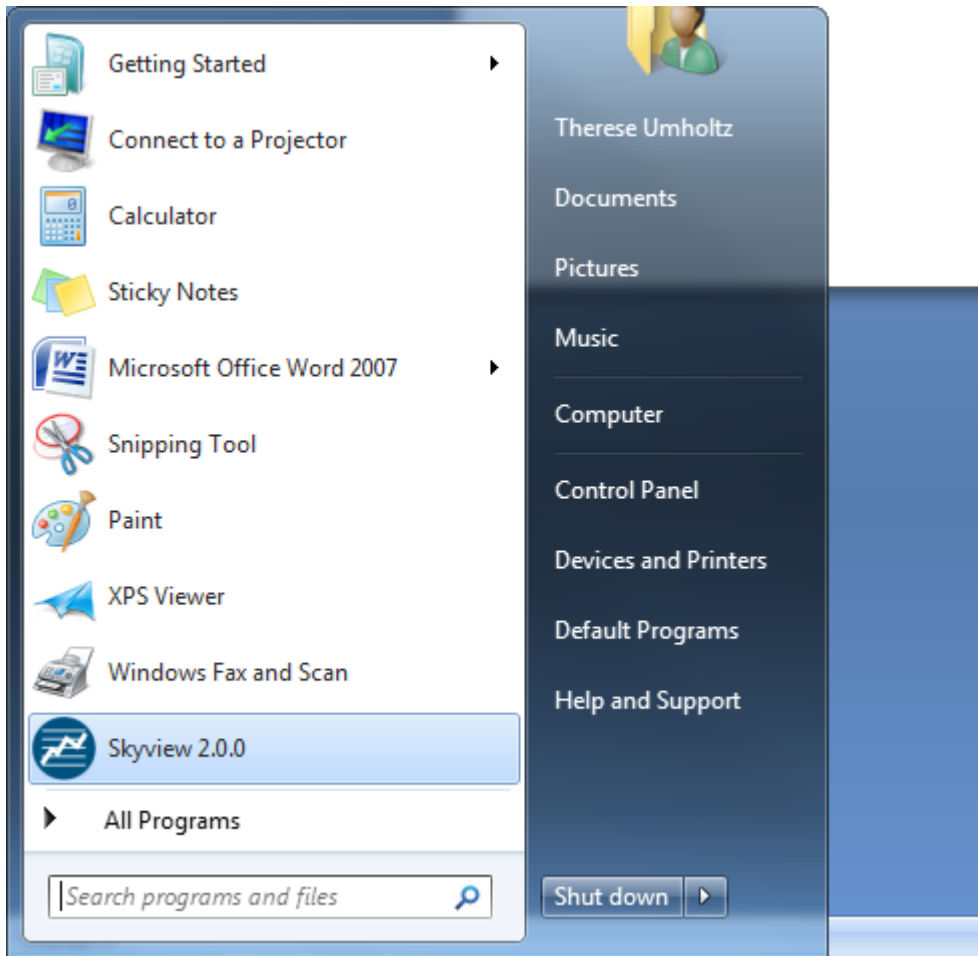 Getting Started
Connect to a Projector
Calculator
Sticky Notes
Microsoft Office Word 2007
Snipping Tool
Paint
XPS Viewer
Windows Fax and Scan
Skyview 2.0.0
All Programs
Search programs and files
Therese Umholtz
Documents
Pictures
Music
Computer
Control Panel
Devices and Printers
Default Programs
Help and Support
Shut down